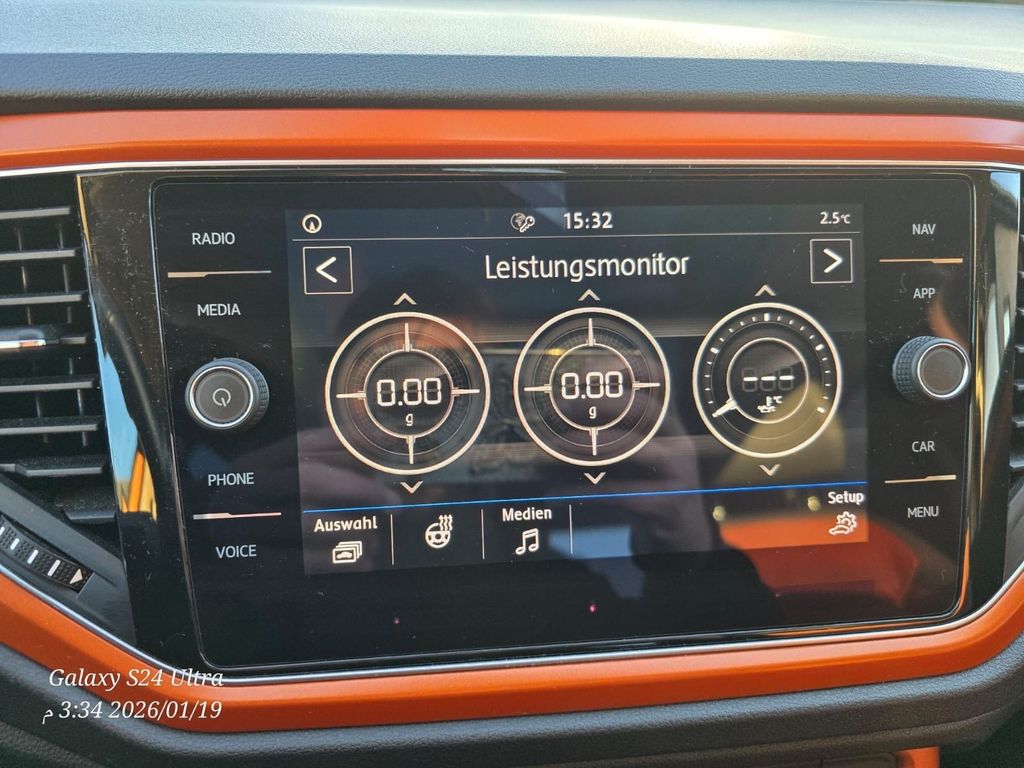 RADIO
MEDIA
PHONE
VOICE
15:32
2.5°C
< Leistungsmonitor >
0.00
g
0.00
g
---
°C
Auswahl
Medien
Setup
NAV
APP
CAR
MENU
Galaxy S24 Ultra
م 3:34 2026/01/19